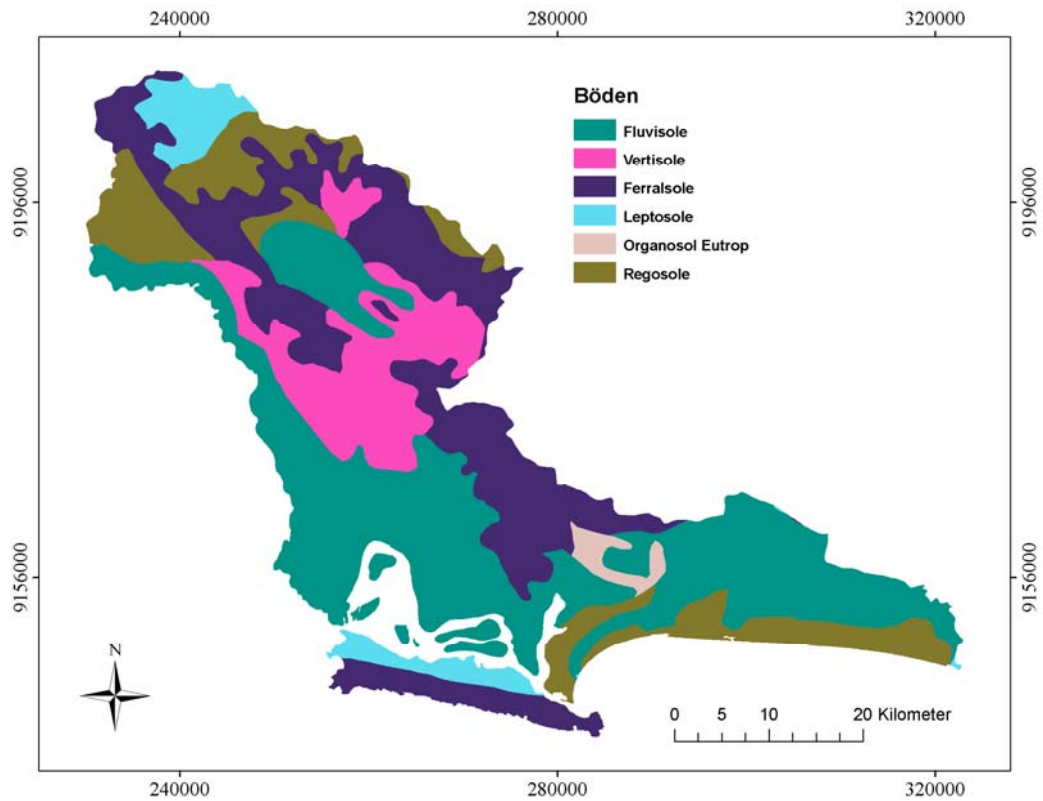 240000 280000 320000
Böden
Fluvisole
Vertisole
Ferralsole
Leptosole
Organosol Eutrop
Regosole
9196000 9196000
9156000 9156000
N
0 5 10 20 Kilometer
240000 280000 320000